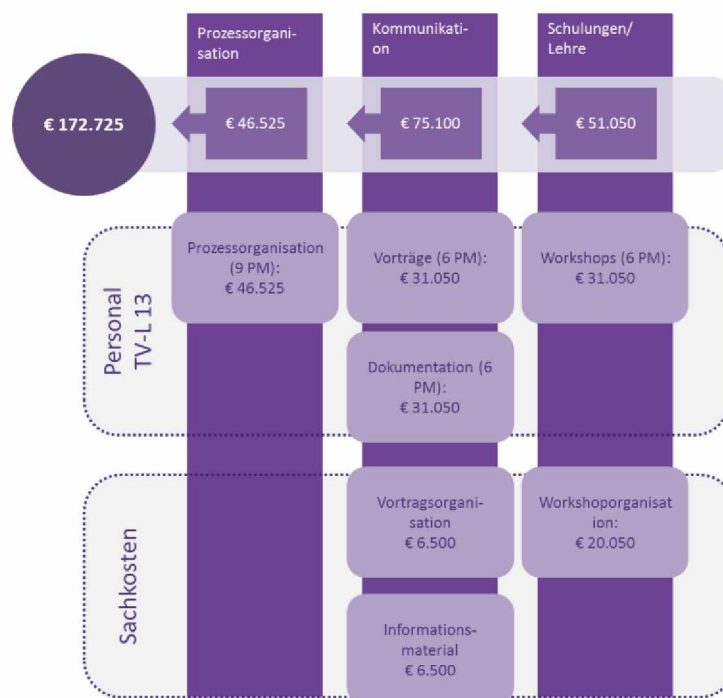 Prozessorgani-
sation
Kommunikati-
on
Schulungen/
Lehre
€ 172.725
€ 46.525
€ 75.100
€ 51.050
Personal
TV-L 13
Prozessorganisation
(9 PM):
€ 46.525
Vorträge (6 PM):
€ 31.050
Workshops (6 PM):
€ 31.050
Dokumentation (6
PM):
€ 31.050
Sachkosten
Vortragsorgani-
sation
€ 6.500
Workshoporganisat
ion:
€ 20.050
Informations-
material
€ 6.500